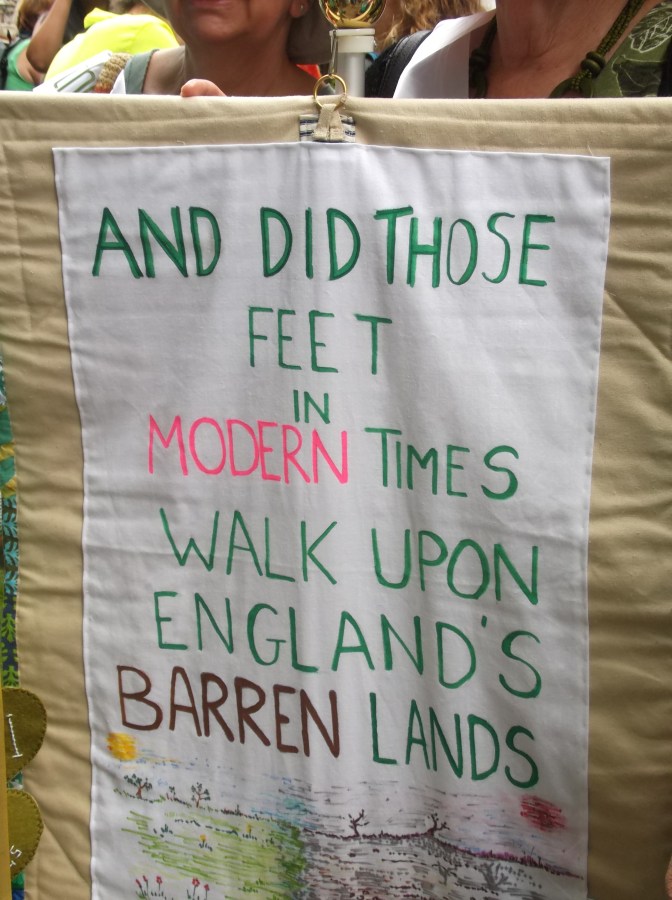 AND DID THOSE
FEET
IN
MODERN TIMES
WALK UPON
ENGLAND'S
BARREN LANDS